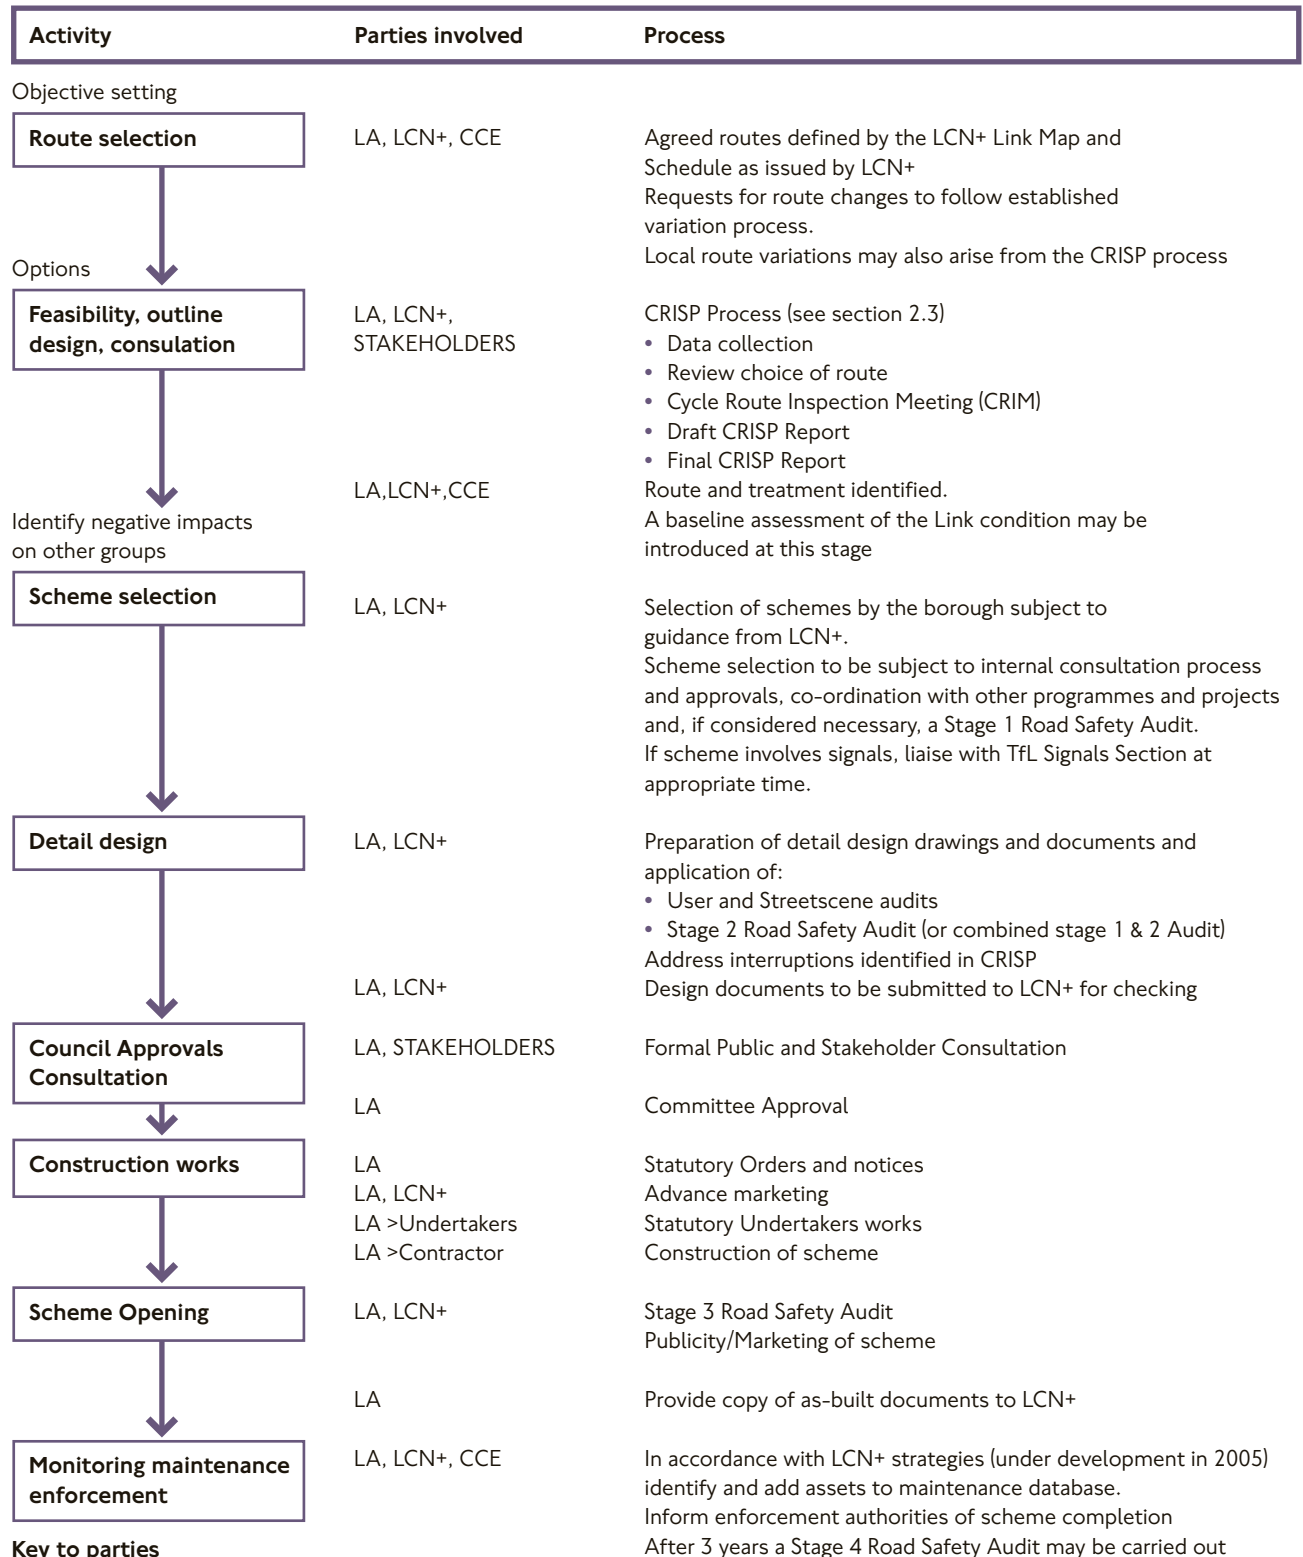 Activity Parties involved Process
Objective setting
Route selection LA, LCN+, CCE Agreed routes defined by the LCN+ Link Map and
Schedule as issued by LCN+
Requests for route changes to follow established
variation process.
Local route variations may also arise from the CRISP process
Options
Feasibility, outline LA, LCN+, CRISP Process (see section 2.3)
design, consulation STAKEHOLDERS • Data collection
• Review choice of route
• Cycle Route Inspection Meeting (CRIM)
• Draft CRISP Report
• Final CRISP Report
LA,LCN+,CCE Route and treatment identified.
Identify negative impacts A baseline assessment of the Link condition may be
on other groups introduced at this stage
Scheme selection LA, LCN+ Selection of schemes by the borough subject to
guidance from LCN+.
Scheme selection to be subject to internal consultation process
and approvals, co-ordination with other programmes and projects
and, if considered necessary, a Stage 1 Road Safety Audit.
If scheme involves signals, liaise with TfL Signals Section at
appropriate time.
Detail design LA, LCN+ Preparation of detail design drawings and documents and
application of:
• User and Streetscene audits
• Stage 2 Road Safety Audit (or combined stage 1 & 2 Audit)
Address interruptions identified in CRISP
LA, LCN+ Design documents to be submitted to LCN+ for checking
Council Approvals LA, STAKEHOLDERS Formal Public and Stakeholder Consultation
Consultation
LA Committee Approval
Construction works LA Statutory Orders and notices
LA, LCN+ Advance marketing
LA >Undertakers Statutory Undertakers works
LA >Contractor Construction of scheme
Scheme Opening LA, LCN+ Stage 3 Road Safety Audit
Publicity/Marketing of scheme
LA Provide copy of as-built documents to LCN+
Monitoring maintenance LA, LCN+, CCE In accordance with LCN+ strategies (under development in 2005)
enforcement identify and add assets to maintenance database.
Inform enforcement authorities of scheme completion
Key to parties After 3 years a Stage 4 Road Safety Audit may be carried out